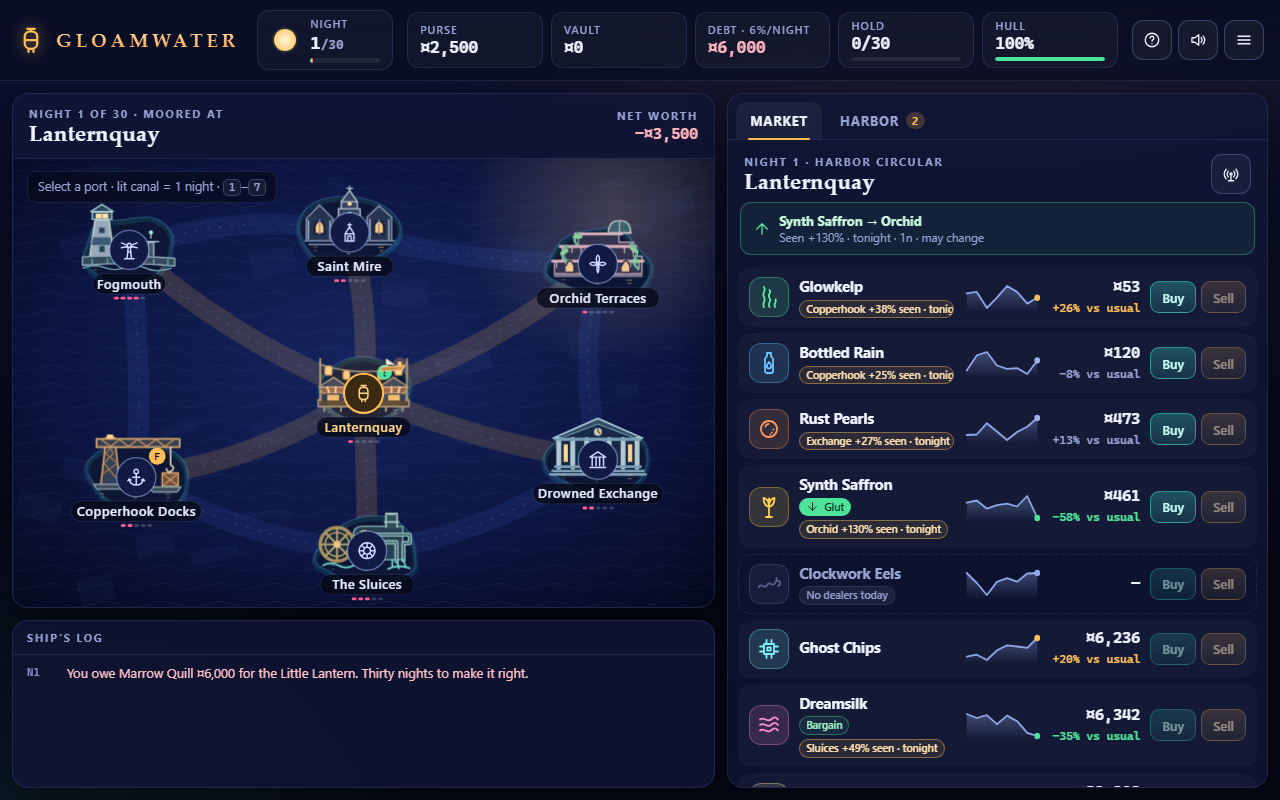 GLOAMWATER
NIGHT
1/30
PURSE
¤2,500
VAULT
¤0
DEBT · 6%/NIGHT
¤6,000
HOLD
0/30
HULL
100%
NIGHT 1 OF 30 · MOORED AT
Lanternquay
NET WORTH
−¤3,500
Select a port · lit canal = 1 night · 1–7
Fogmouth
Saint Mire
Orchid Terraces
Lanternquay
F
Copperhook Docks
Drowned Exchange
The Sluices
SHIP'S LOG
N1 You owe Marrow Quill ¤6,000 for the Little Lantern. Thirty nights to make it right.
MARKET
HARBOR 2
NIGHT 1 · HARBOR CIRCULAR
Lanternquay
Synth Saffron → Orchid
Seen +130% · tonight · 1n · may change
Glowkelp
Copperhook +38% seen · tonig
¤53
+26% vs usual
Buy
Sell
Bottled Rain
Copperhook +25% seen · tonig
¤120
−8% vs usual
Buy
Sell
Rust Pearls
Exchange +27% seen · tonight
¤473
+13% vs usual
Buy
Sell
Synth Saffron
↓ Glut
Orchid +130% seen · tonight
¤461
−58% vs usual
Buy
Sell
Clockwork Eels
No dealers today
—
Buy
Sell
Ghost Chips
¤6,236
+20% vs usual
Buy
Sell
Dreamsilk
Bargain
Sluices +49% seen · tonight
¤6,342
−35% vs usual
Buy
Sell